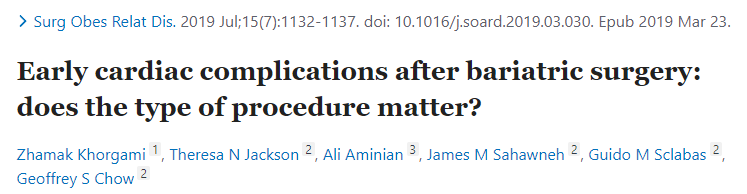 > Surg Obes Relat Dis. 2019 Jul;15(7):1132-1137. doi: 10.1016/j.soard.2019.03.030. Epub 2019 Mar 23.
Early cardiac complications after bariatric surgery:
does the type of procedure matter?
Zhamak Khorgami 1, Theresa N Jackson 2, Ali Aminian 3, James M Sahawneh 2, Guido M Sclabas 2,
Geoffrey S Chow 2